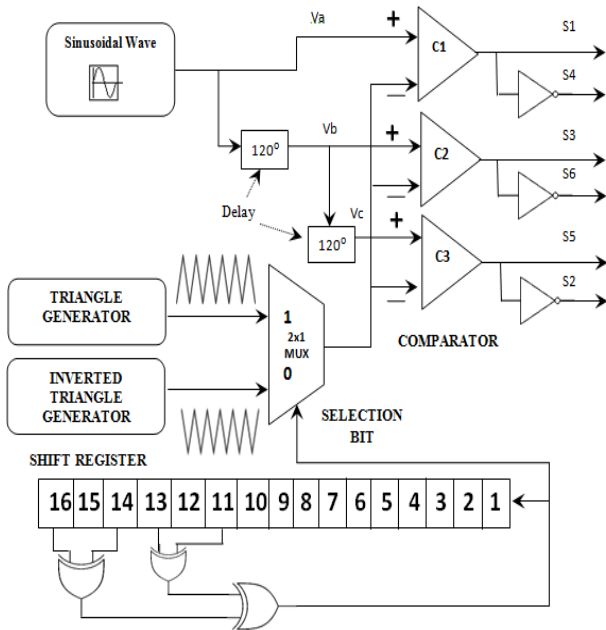 Sinusoidal Wave
Va
+
C1
S1
S4
120°
Vb
+
C2
S3
S6
Delay
120°
Vc
+
C3
S5
S2
TRIANGLE
GENERATOR
1
2x1
MUX
0
COMPARATOR
INVERTED
TRIANGLE
GENERATOR
SELECTION
BIT
SHIFT REGISTER
16 15 14 13 12 11 10 9 8 7 6 5 4 3 2 1